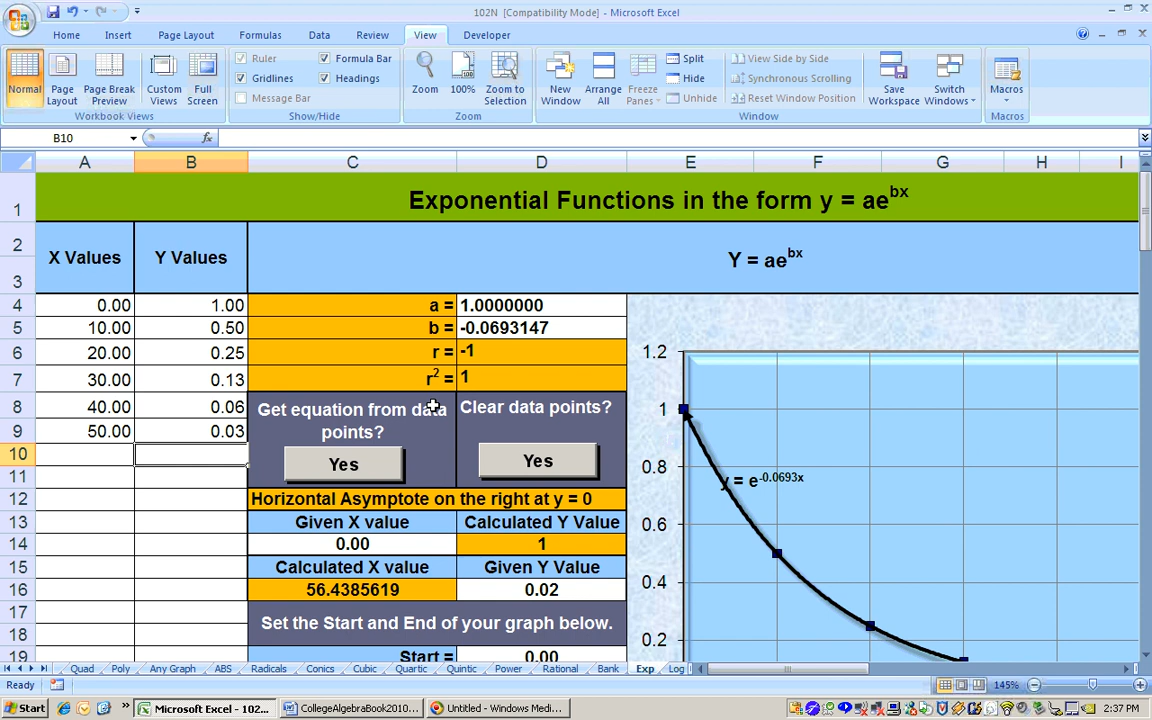 102N [Compatibility Mode] - Microsoft Excel
Home Insert Page Layout Formulas Data Review View Developer
Ruler Formula Bar
Gridlines Headings
Message Bar
Normal Page Layout Page Break Preview Custom Views Full Screen
Zoom 100% Zoom to Selection
New Window Arrange All Freeze Panes
Split
Hide
Unhide
View Side by Side
Synchronous Scrolling
Reset Window Position
Save Workspace Switch Windows
Macros
Workbook Views Show/Hide Zoom Window Macros
B10 fx
A B C D E F G H I
1 Exponential Functions in the form y = ae^bx
2 X Values Y Values Y = ae^bx
3
4 0.00 1.00 a = 1.0000000
5 10.00 0.50 b = -0.0693147
6 20.00 0.25 r = -1
7 30.00 0.13 r² = 1
8 40.00 0.06 Get equation from data points? Clear data points?
9 50.00 0.03
10 Yes Yes
11
12 Horizontal Asymptote on the right at y = 0
13 Given X value Calculated Y Value
14 0.00 1
15 Calculated X value Given Y Value
16 56.4385619 0.02
17 Set the Start and End of your graph below.
18
19 Start = 0.00
1.2
1
0.8
y = e^-0.0693x
0.6
0.4
0.2
Quad Poly Any Graph ABS Radicals Conics Cubic Quartic Quintic Power Rational Bank Exp Log
Ready 145%
Start Microsoft Excel - 102... CollegeAlgebraBook2010... Untitled - Windows Medi... 2:37 PM